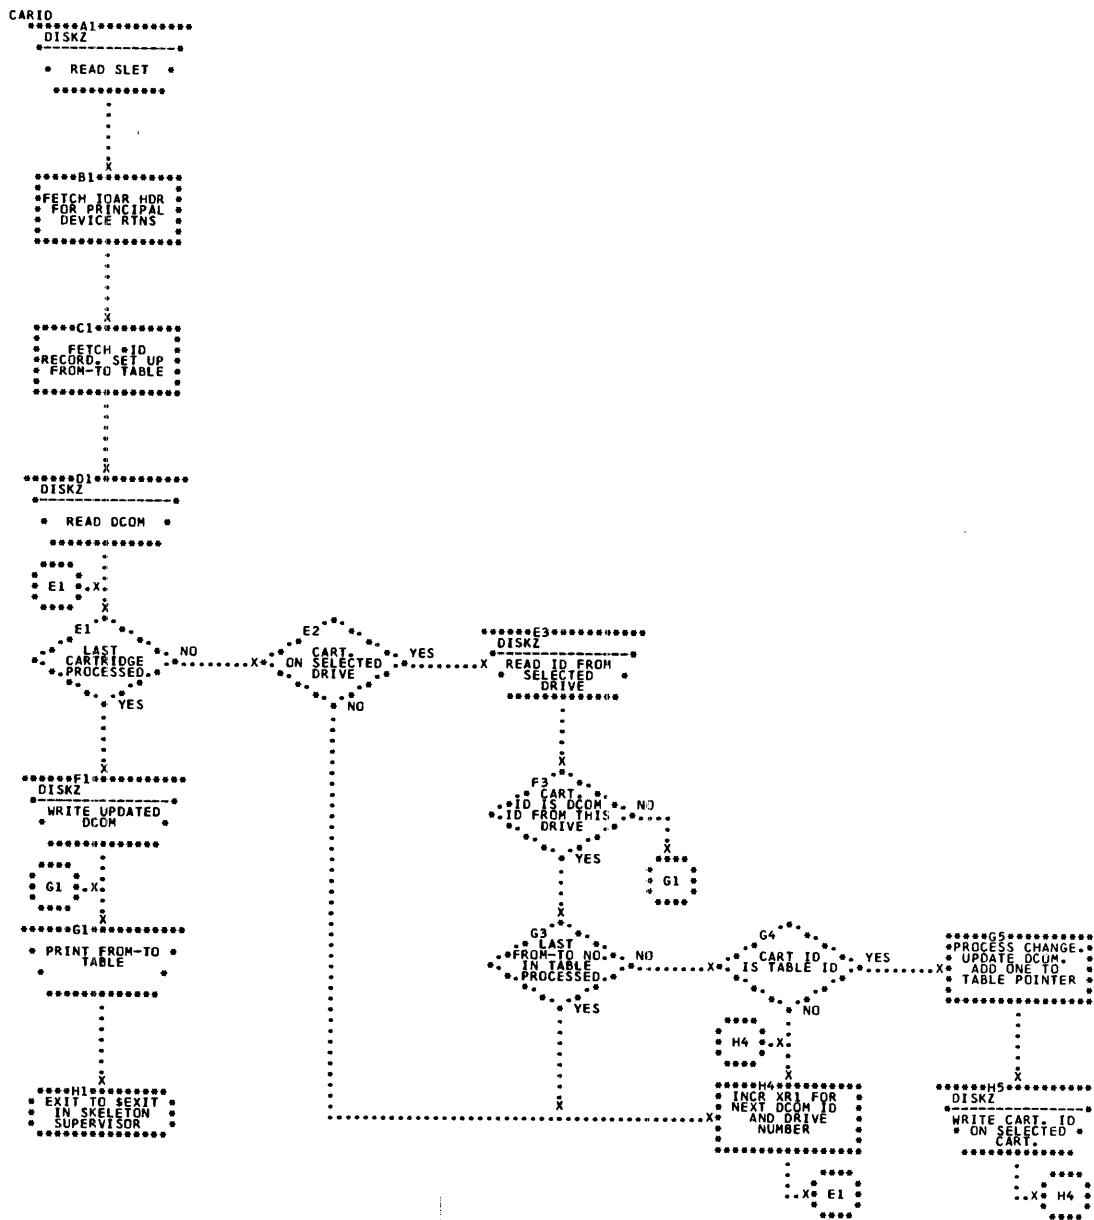 CARID
A1
DISKZ
READ SLET
B1
FETCH IOAR HDR
FOR PRINCIPAL
DEVICE RTNS
C1
FETCH *ID
RECORD. SET UP
FROM-TO TABLE
D1
DISKZ
READ DCOM
E1
E1
LAST
CARTRIDGE
PROCESSED
NO
YES
E2
CART.
ON SELECTED
DRIVE
YES
NO
E3
DISKZ
READ ID FROM
SELECTED
DRIVE
F1
DISKZ
WRITE UPDATED
DCOM
F3
CART.
ID IS DCOM
ID FROM THIS
DRIVE
NO
YES
G1
G1
G1
PRINT FROM-TO
TABLE
G3
LAST
FROM-TO NO.
IN TABLE
PROCESSED
NO
YES
G4
CART ID
IS TABLE ID
YES
NO
G5
PROCESS CHANGE.
UPDATE DCOM.
ADD ONE TO
TABLE POINTER
H4
H1
EXIT TO $EXIT
IN SKELETON
SUPERVISOR
H4
INCR XR1 FOR
NEXT DCOM ID
AND DRIVE
NUMBER
H5
DISKZ
WRITE CART. ID
ON SELECTED
CART.
E1
H4